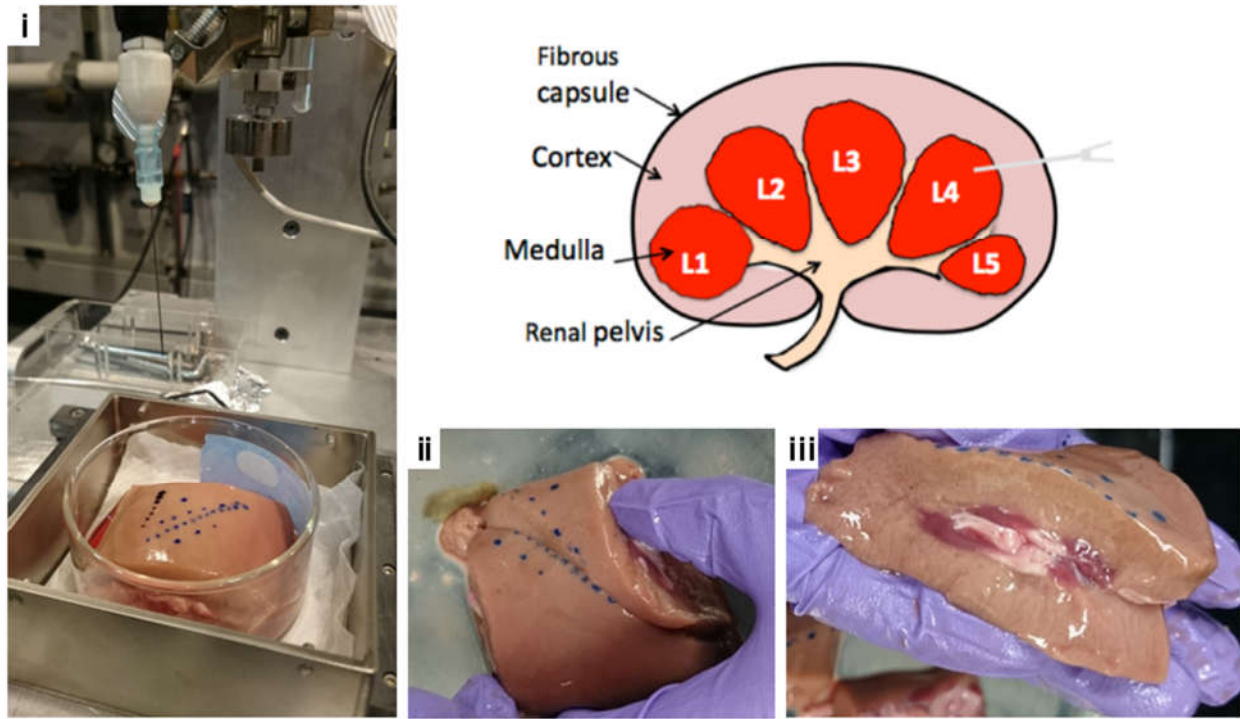 i
Fibrous
capsule
Cortex
Medulla
Renal pelvis
L1
L2
L3
L4
L5
ii
iii